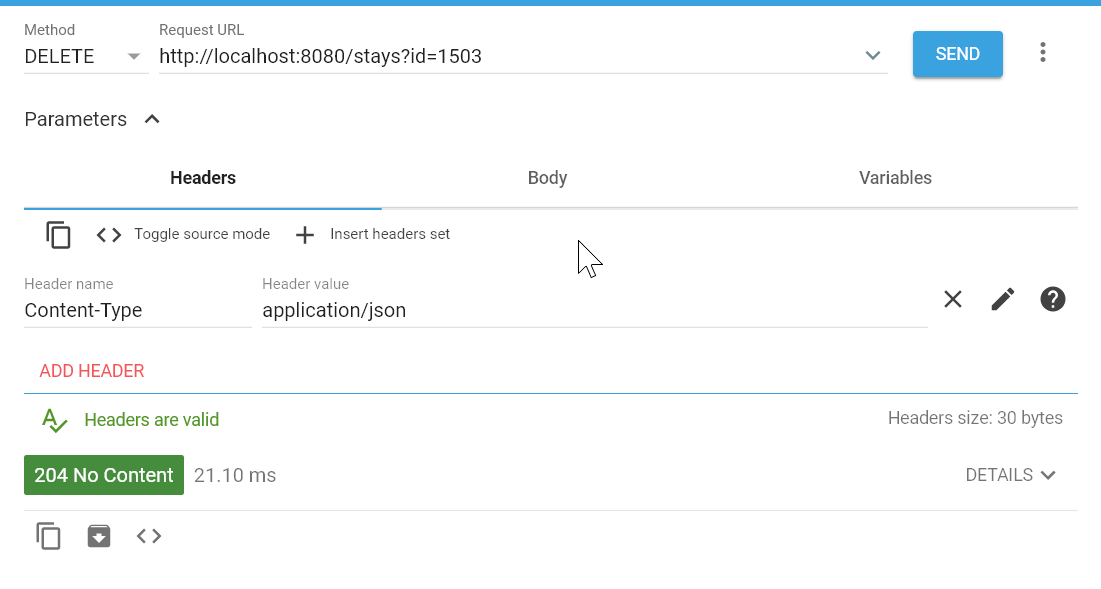 Method Request URL
DELETE http://localhost:8080/stays?id=1503 SEND
Parameters
Headers Body Variables
Toggle source mode Insert headers set
Header name Header value
Content-Type application/json
ADD HEADER
Headers are valid Headers size: 30 bytes
204 No Content 21.10 ms DETAILS